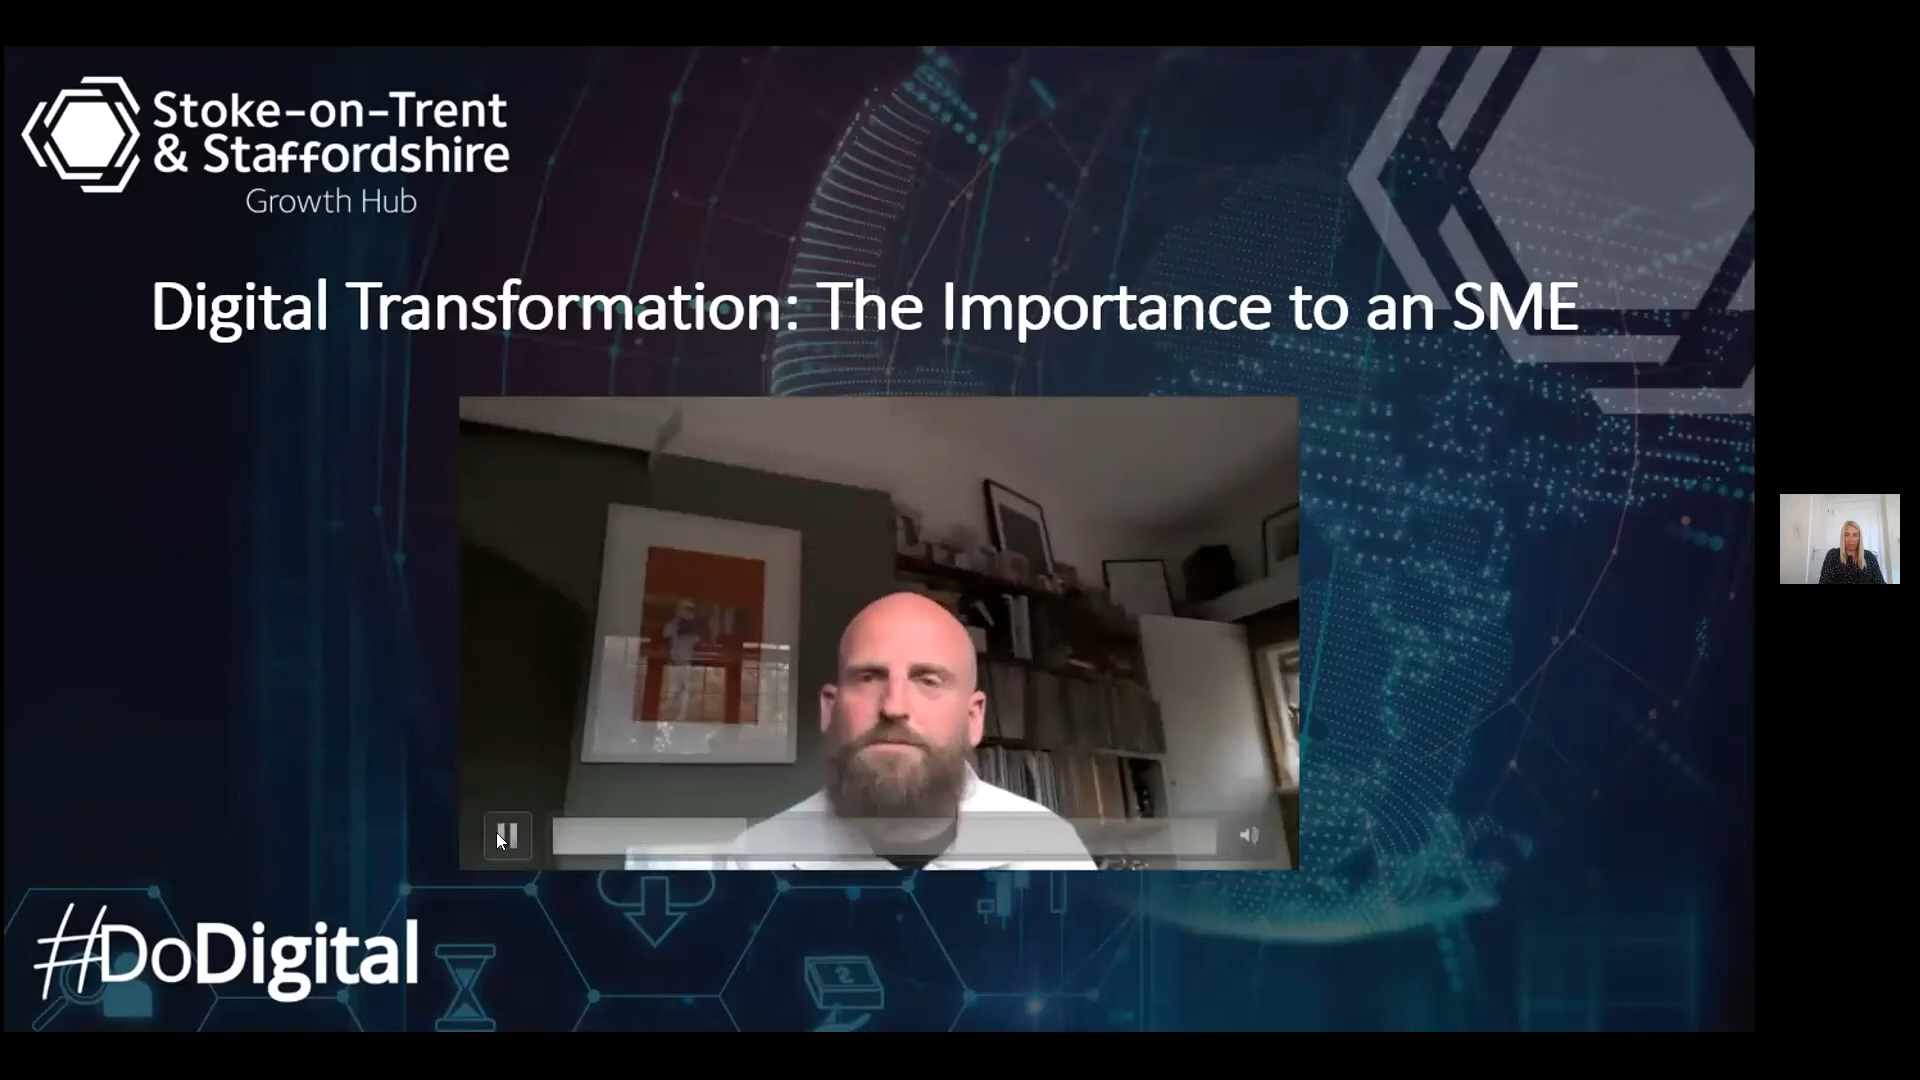 Stoke-on-Trent
& Staffordshire
Growth Hub
Digital Transformation: The Importance to an SME
#DoDigital